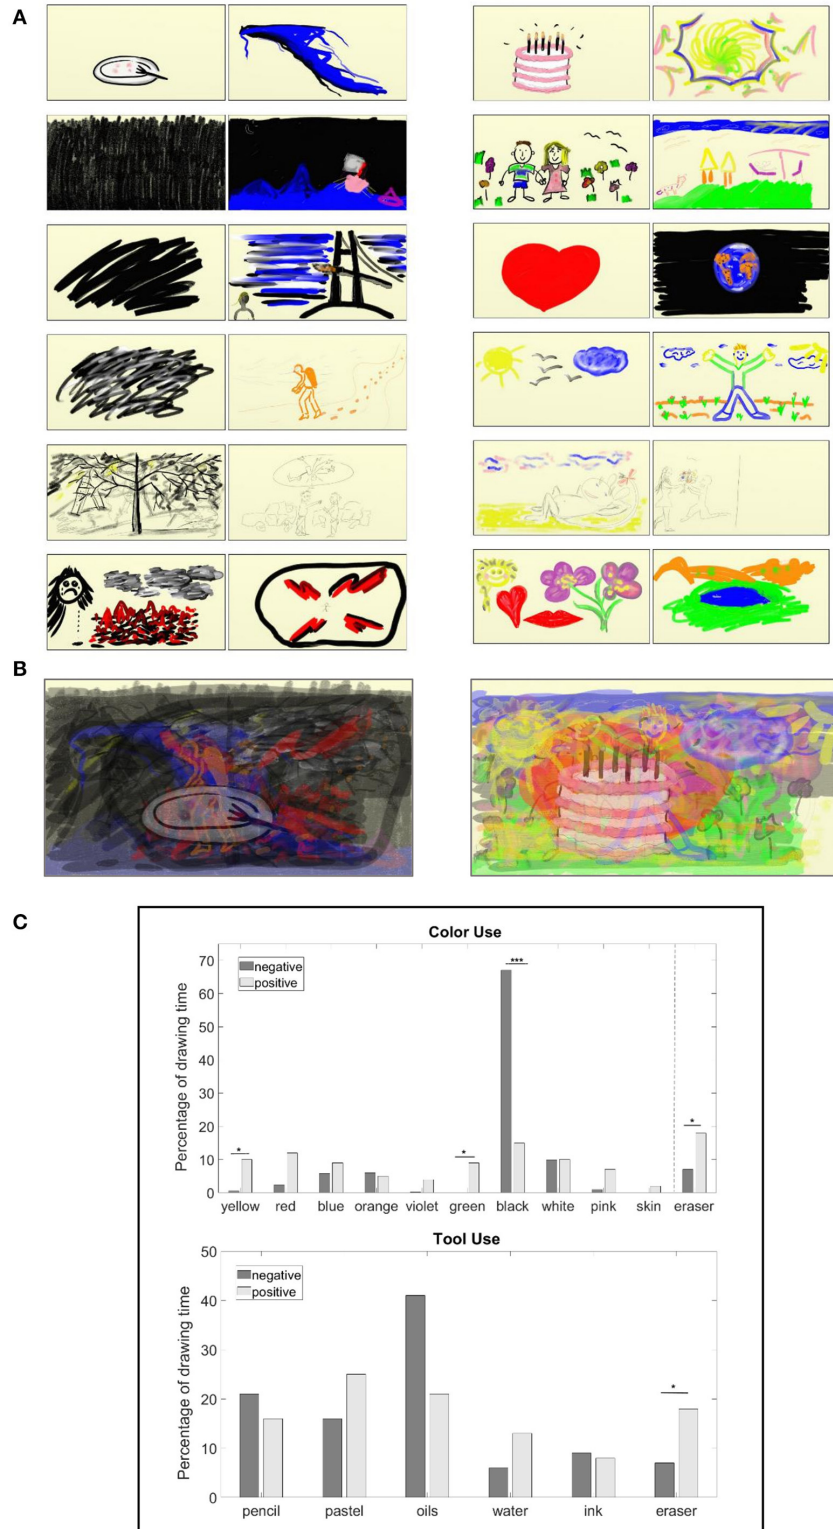 A
B
C
Color Use
Percentage of drawing time
70
60
50
40
30
20
10
0
negative
positive
*
*
***
*
yellow red blue orange violet green black white pink skin eraser
Tool Use
Percentage of drawing time
50
40
30
20
10
0
negative
positive
*
pencil pastel oils water ink eraser